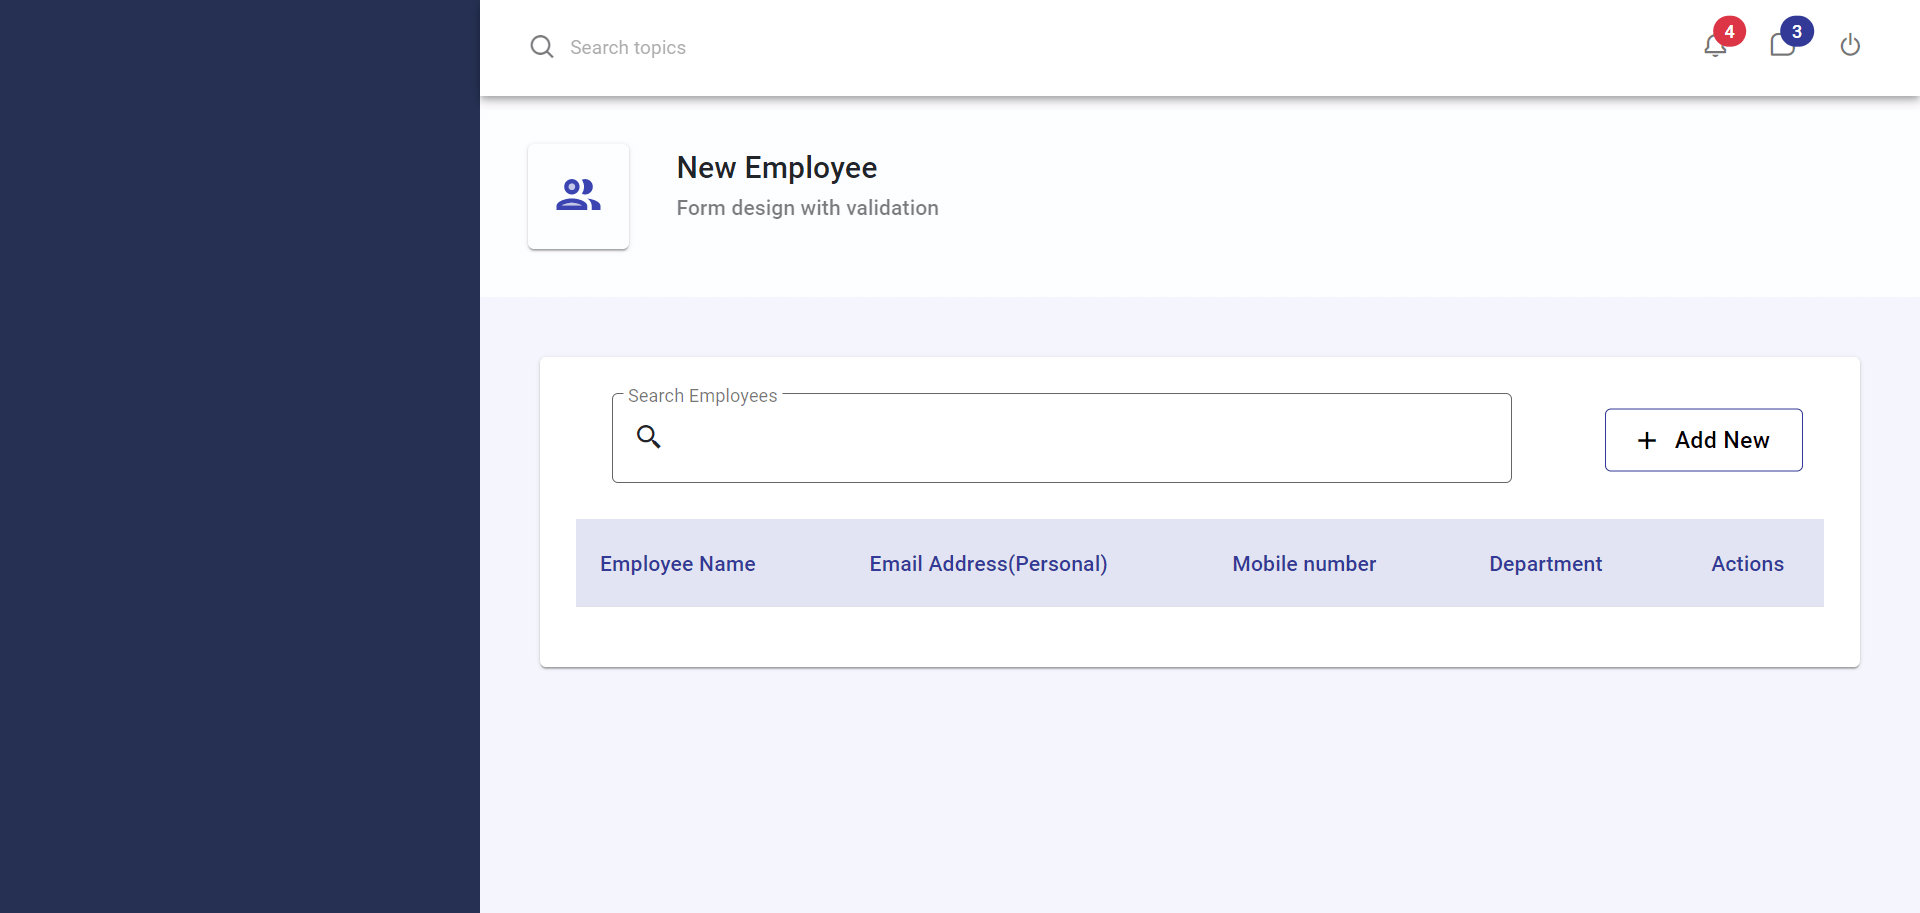 Search topics
4
3
New Employee
Form design with validation
Search Employees
Add New
Employee Name Email Address(Personal) Mobile number Department Actions